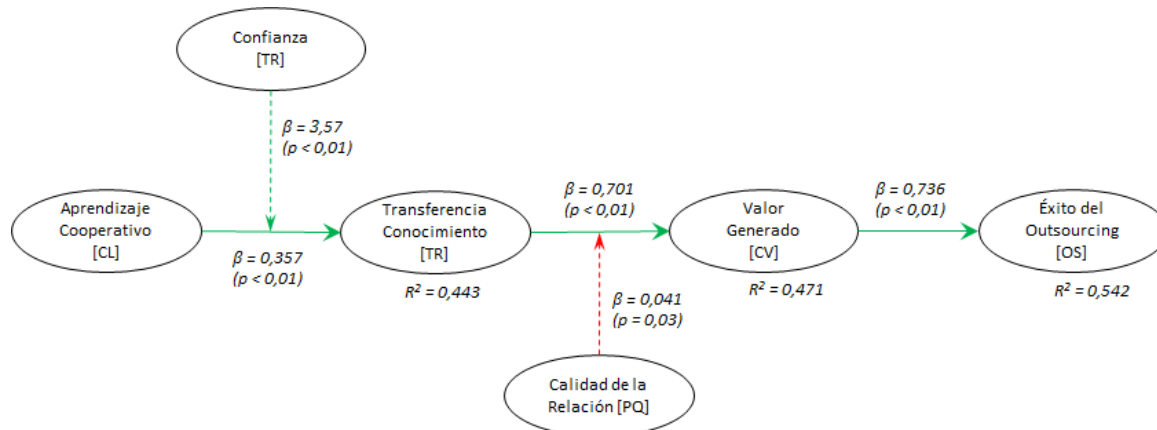 Confianza
[TR]
β = 3,57
(p < 0,01)
Aprendizaje
Cooperativo
[CL]
β = 0,357
(p < 0,01)
Transferencia
Conocimiento
[TR]
R² = 0,443
β = 0,701
(p < 0,01)
Valor
Generado
[CV]
R² = 0,471
β = 0,736
(p < 0,01)
Éxito del
Outsourcing
[OS]
R² = 0,542
β = 0,041
(p = 0,03)
Calidad de la
Relación [PQ]